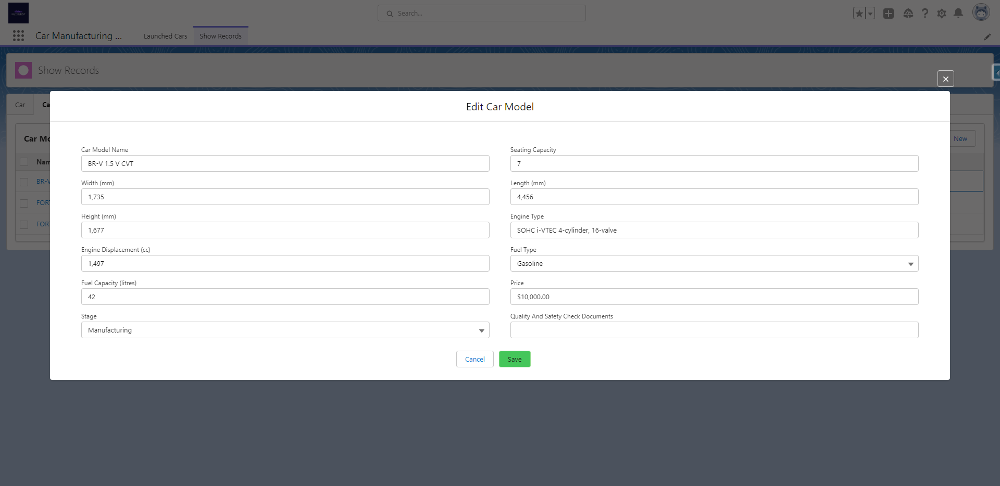 Search...
Car Manufacturing ...
Launched Cars
Show Records
Show Records
Car
Ca
Edit Car Model
Car Mo
New
Nam
BR-V
FORT
FORT
Car Model Name
BR-V 1.5 V CVT
Seating Capacity
7
Width (mm)
1,735
Length (mm)
4,456
Height (mm)
1,677
Engine Type
SOHC i-VTEC 4-cylinder, 16-valve
Engine Displacement (cc)
1,497
Fuel Type
Gasoline
Fuel Capacity (litres)
42
Price
$10,000.00
Stage
Manufacturing
Quality And Safety Check Documents
Cancel
Save